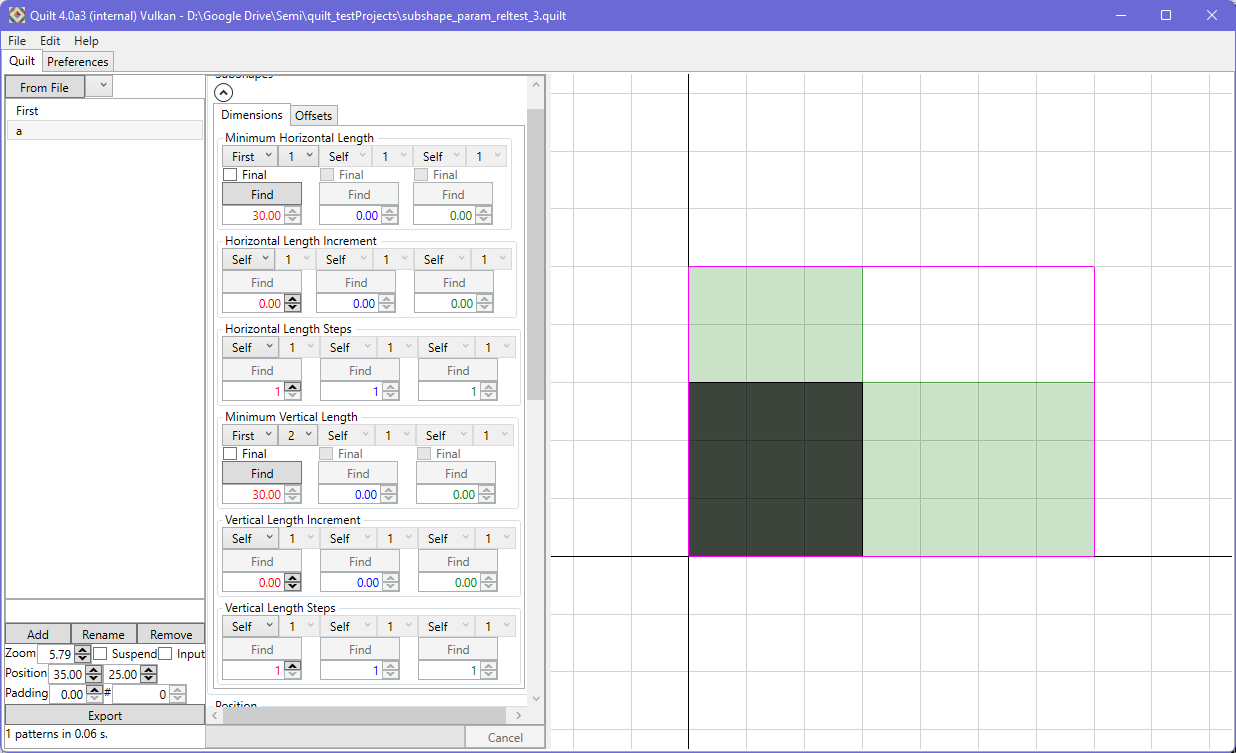 Quilt 4.0a3 (internal) Vulkan - D:\Google Drive\Semi\quilt_testProjects\subshape_param_reltest_3.quilt
File Edit Help
Quilt Preferences
From File
First
a
Subshapes
Dimensions Offsets
Minimum Horizontal Length
First 1 Self 1 Self 1
Final Final Final
Find Find Find
30.00 0.00 0.00
Horizontal Length Increment
Self 1 Self 1 Self 1
Find Find Find
0.00 0.00 0.00
Horizontal Length Steps
Self 1 Self 1 Self 1
Find Find Find
1 1 1
Minimum Vertical Length
First 2 Self 1 Self 1
Final Final Final
Find Find Find
30.00 0.00 0.00
Vertical Length Increment
Self 1 Self 1 Self 1
Find Find Find
0.00 0.00 0.00
Vertical Length Steps
Self 1 Self 1 Self 1
Find Find Find
1 1 1
Position
Add Rename Remove
Zoom 5.79 Suspend Input
Position 35.00 25.00
Padding 0.00 # 0
Export
1 patterns in 0.06 s.
Cancel